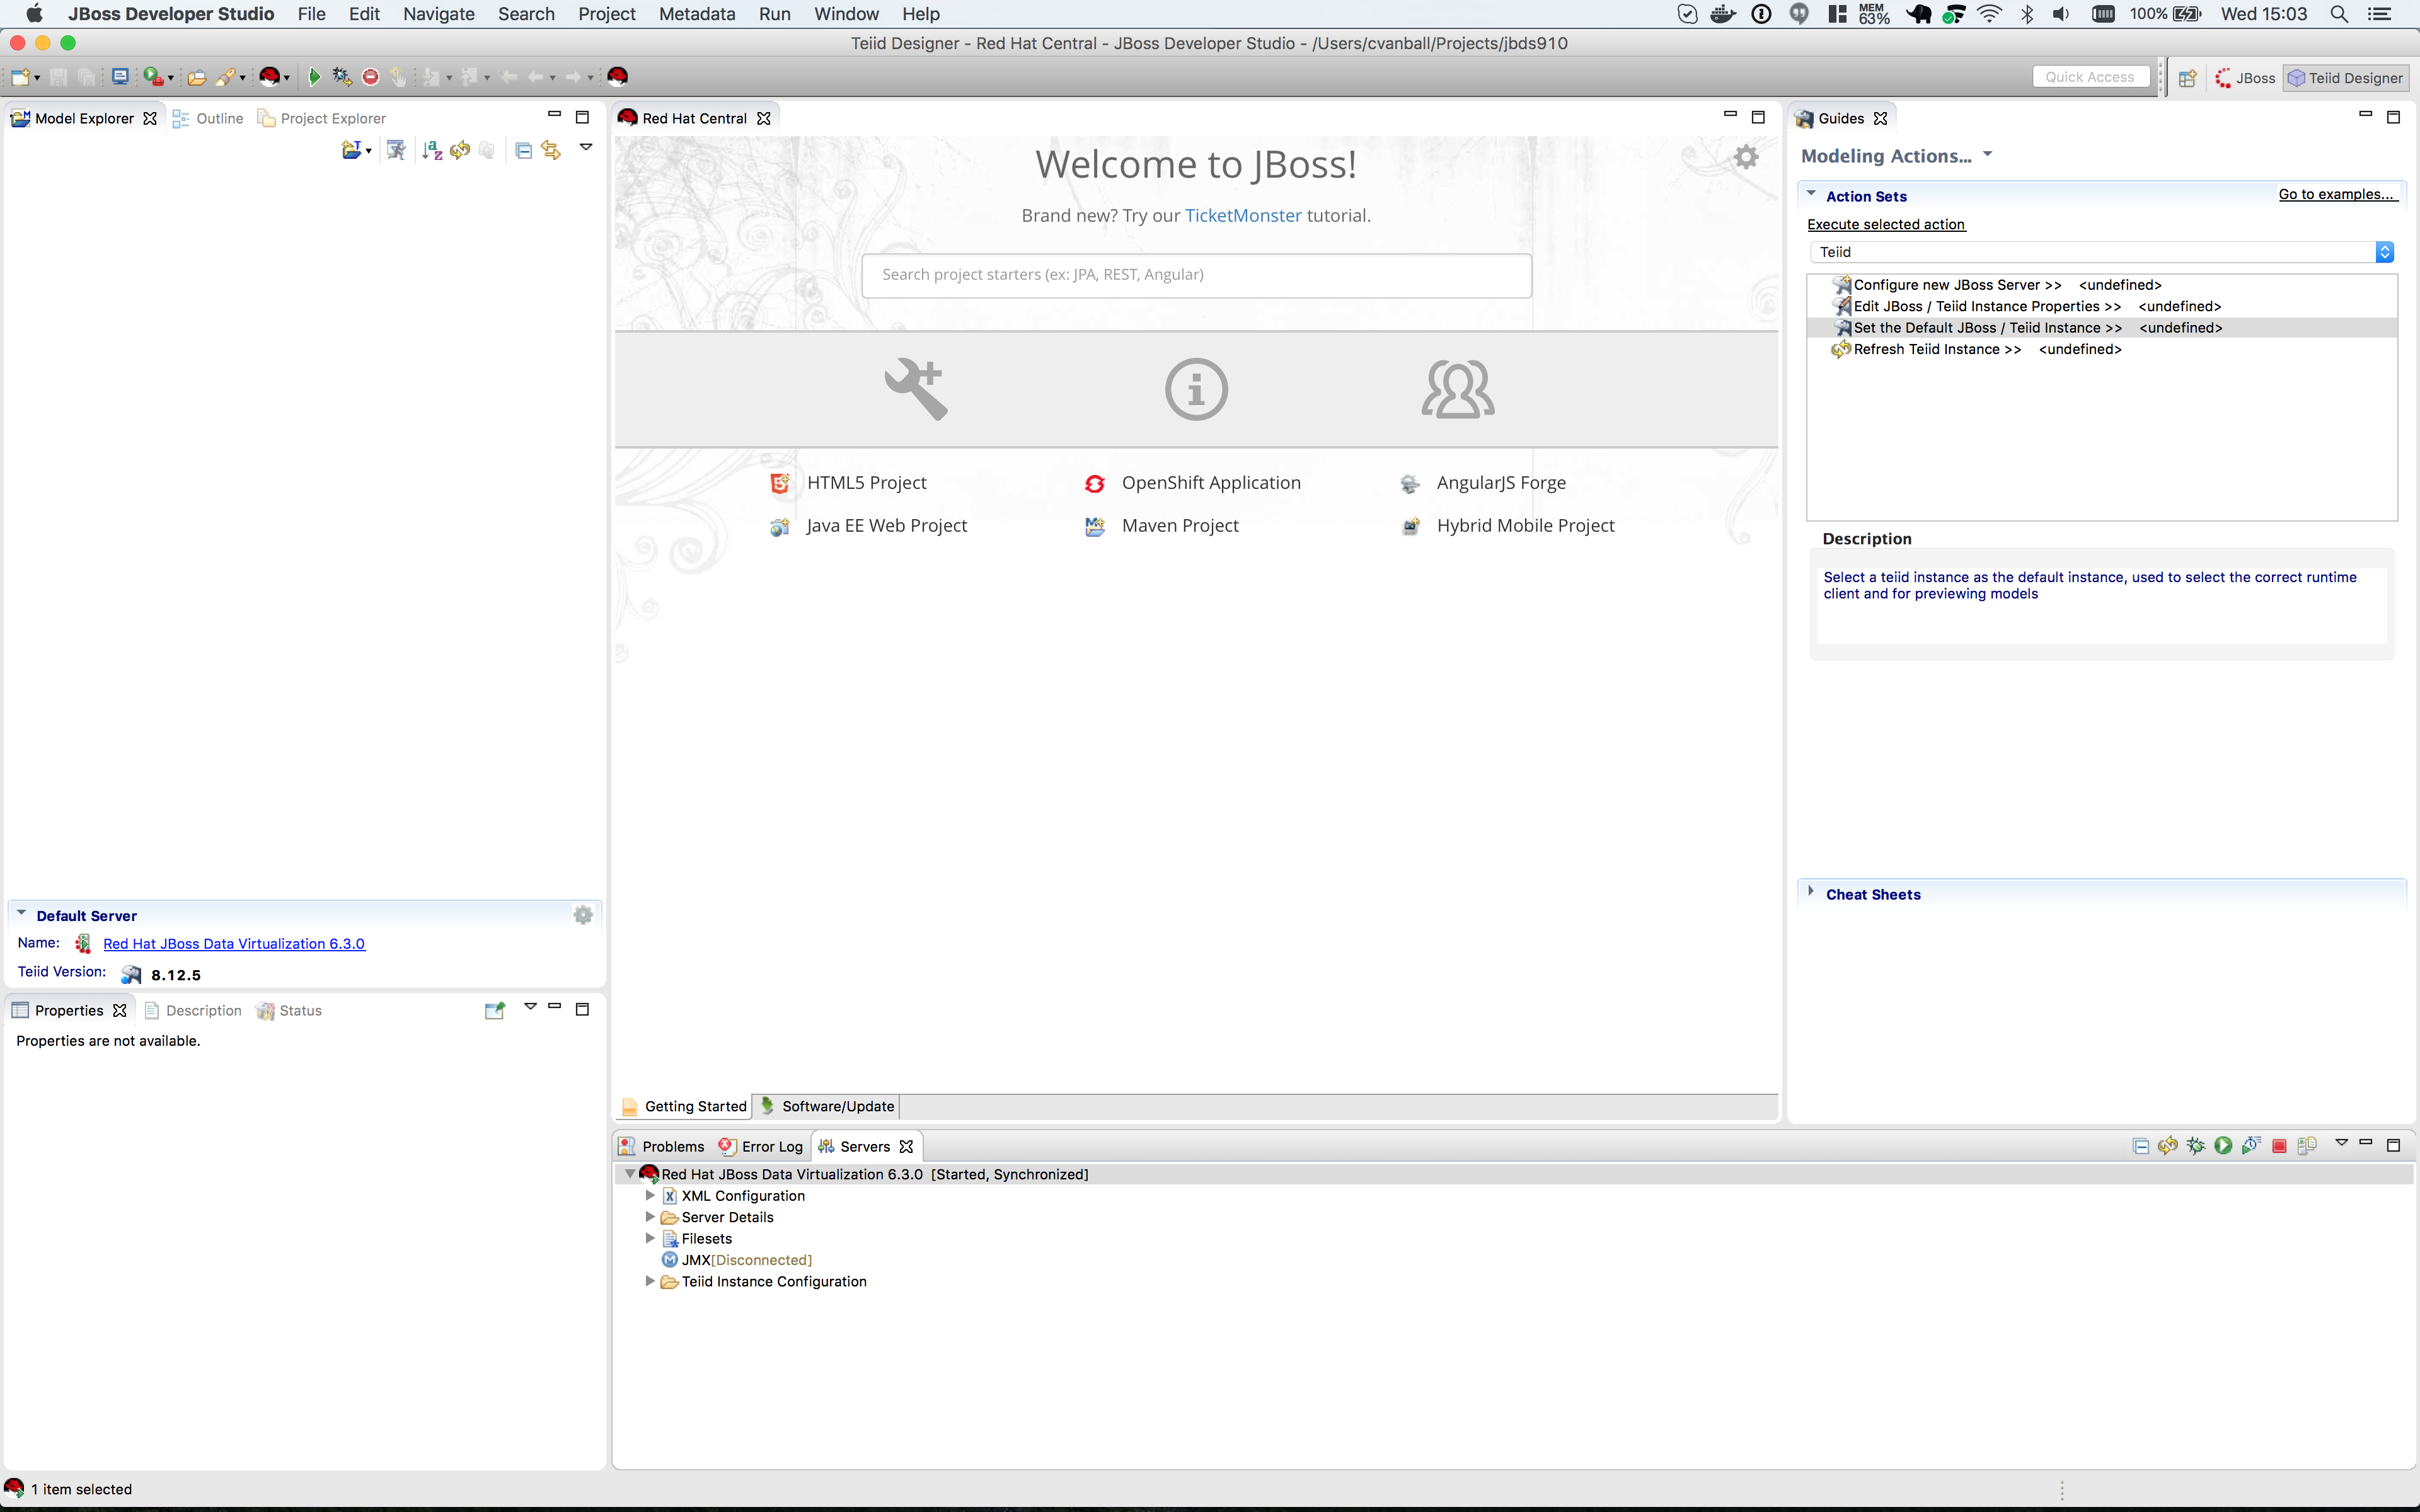 JBoss Developer Studio File Edit Navigate Search Project Metadata Run Window Help MEM 63% 100% Wed 15:03
Teiid Designer - Red Hat Central - JBoss Developer Studio - /Users/cvanball/Projects/jbds910
Quick Access JBoss Teiid Designer
Model Explorer Outline Project Explorer
Default Server
Name: Red Hat JBoss Data Virtualization 6.3.0
Teiid Version: 8.12.5
Properties Description Status
Properties are not available.
Red Hat Central
Welcome to JBoss!
Brand new? Try our TicketMonster tutorial.
Search project starters (ex: JPA, REST, Angular)
HTML5 Project OpenShift Application AngularJS Forge
Java EE Web Project Maven Project Hybrid Mobile Project
Getting Started Software/Update
Problems Error Log Servers
Red Hat JBoss Data Virtualization 6.3.0 [Started, Synchronized]
XML Configuration
Server Details
Filesets
JMX[Disconnected]
Teiid Instance Configuration
Guides
Modeling Actions...
Action Sets Go to examples...
Execute selected action
Teiid
Configure new JBoss Server >> <undefined>
Edit JBoss / Teiid Instance Properties >> <undefined>
Set the Default JBoss / Teiid Instance >> <undefined>
Refresh Teiid Instance >> <undefined>
Description
Select a teiid instance as the default instance, used to select the correct runtime
client and for previewing models
Cheat Sheets
1 item selected